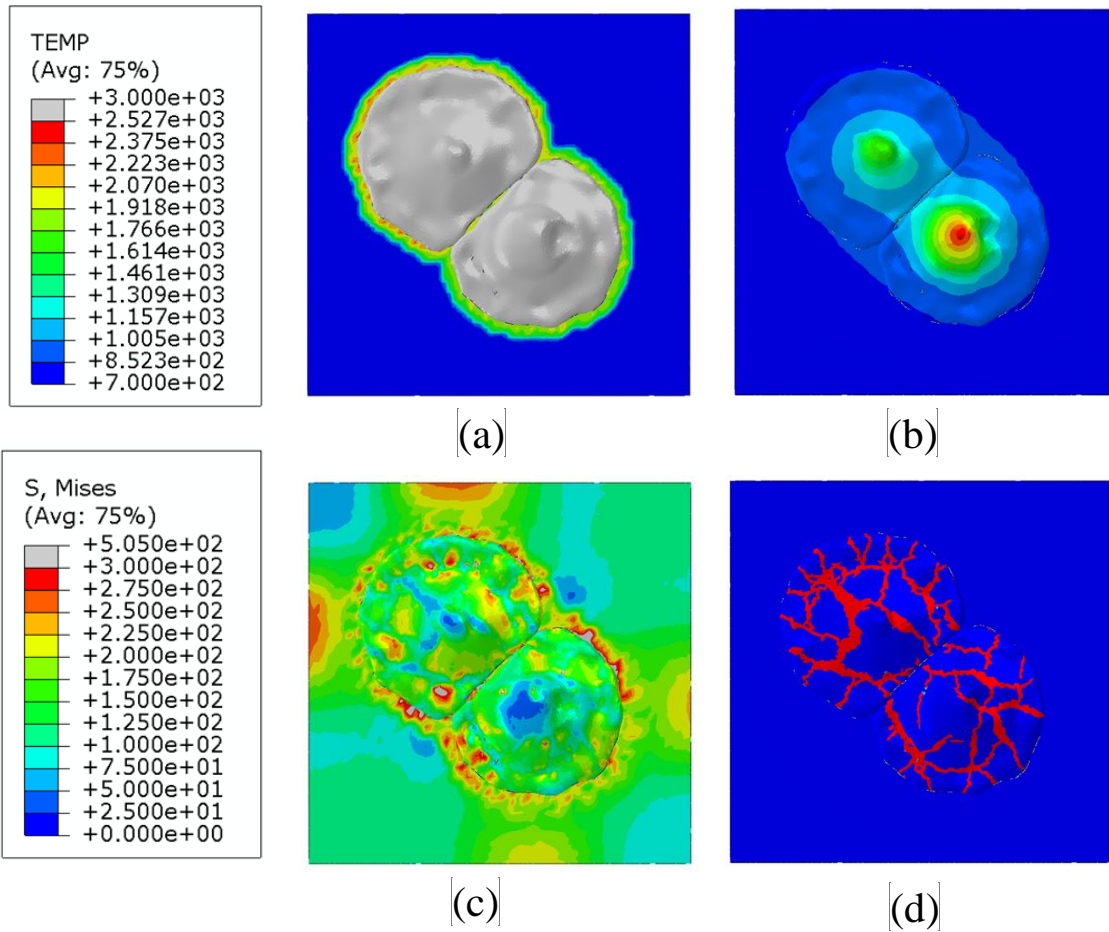 TEMP
(Avg: 75%)
+3.000e+03
+2.527e+03
+2.375e+03
+2.223e+03
+2.070e+03
+1.918e+03
+1.766e+03
+1.614e+03
+1.461e+03
+1.309e+03
+1.157e+03
+1.005e+03
+8.523e+02
+7.000e+02
(a)
(b)
S, Mises
(Avg: 75%)
+5.050e+02
+3.000e+02
+2.750e+02
+2.500e+02
+2.250e+02
+2.000e+02
+1.750e+02
+1.500e+02
+1.250e+02
+1.000e+02
+7.500e+01
+5.000e+01
+2.500e+01
+0.000e+00
(c)
(d)